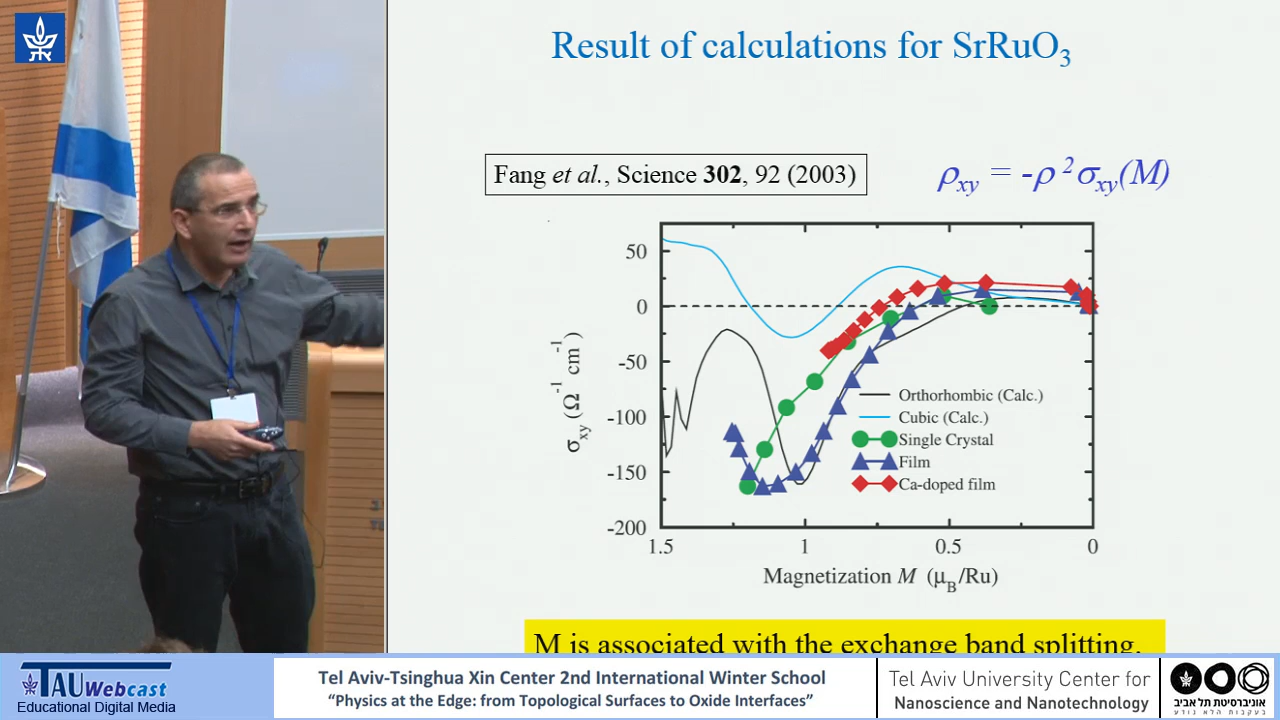 Result of calculations for SrRuO3
Fang et al., Science 302, 92 (2003)
ρxy = -ρ 2σxy(M)
50
0
-50
-100
-150
-200
σxy (Ω-1 cm-1)
Orthorhombic (Calc.)
Cubic (Calc.)
Single Crystal
Film
Ca-doped film
1.5
1
0.5
0
Magnetization M (μB/Ru)
M is associated with the exchange band splitting.
TAU Webcast
Educational Digital Media
Tel Aviv-Tsinghua Xin Center 2nd International Winter School
“Physics at the Edge: from Topological Surfaces to Oxide Interfaces”
Tel Aviv University Center for
Nanoscience and Nanotechnology
אוניברסיטת תל אביב